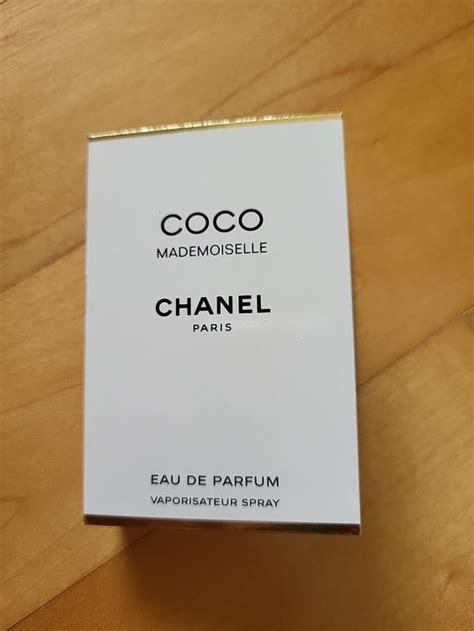 COCO
MADEMOISELLE
CHANEL
PARIS
EAU DE PARFUM
VAPORISATEUR SPRAY